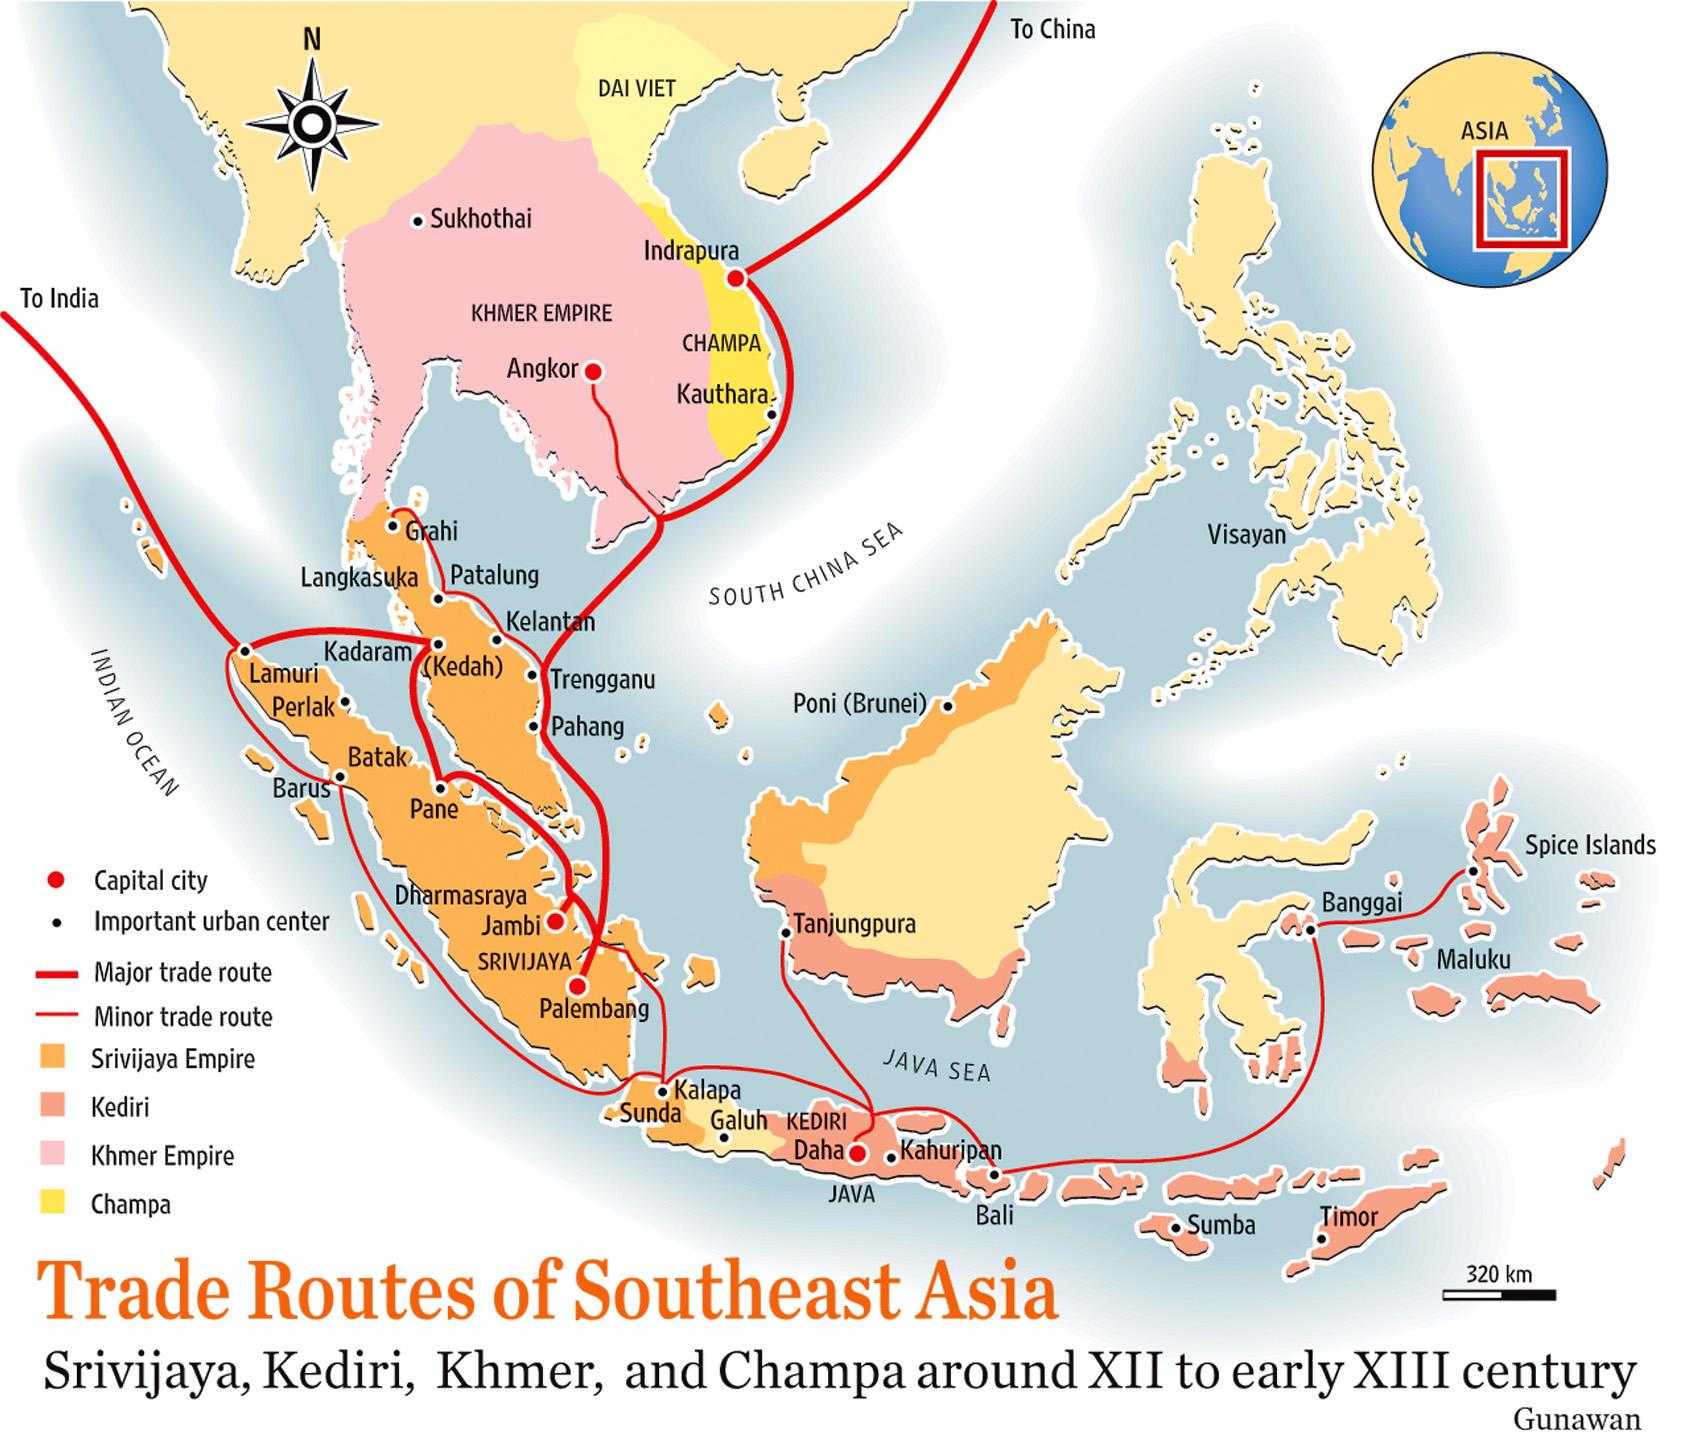 N
To China
DAI VIET
ASIA
Sukhothai
Indrapura
To India
KHMER EMPIRE
CHAMPA
Angkor
Kauthara
Grahi
SOUTH CHINA SEA
Visayan
Langkasuka
Patalung
Kelantan
Kadaram
(Kedah)
Lamuri
Trengganu
INDIAN OCEAN
Perlak
Poni (Brunei)
Pahang
Batak
Barus
Pane
Spice Islands
Capital city
Dharmasraya
Banggai
Important urban center
Jambi
Tanjungpura
SRIVIJAYA
Maluku
Major trade route
Palembang
Minor trade route
JAVA SEA
Srivijaya Empire
Kalapa
Kediri
Sunda
Galuh
KEDIRI
Daha
Kahuripan
Khmer Empire
JAVA
Bali
Sumba
Timor
Champa
320 km
Trade Routes of Southeast Asia
Srivijaya, Kediri, Khmer, and Champa around XII to early XIII century
Gunawan